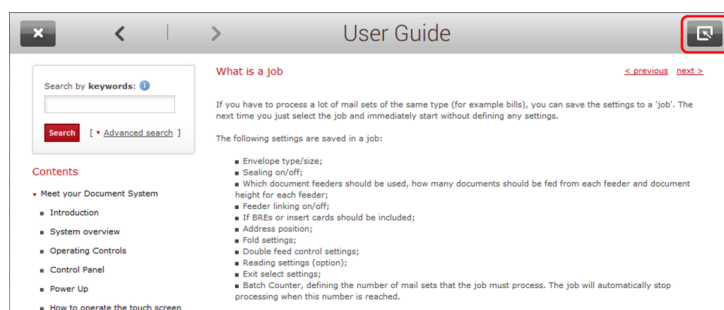 User Guide
Search by keywords:
Search [ Advanced search ]
Contents
Meet your Document System
Introduction
System overview
Operating Controls
Control Panel
Power Up
How to operate the touch screen
What is a job
< previous next >
If you have to process a lot of mail sets of the same type (for example bills), you can save the settings to a 'job'. The
next time you just select the job and immediately start without defining any settings.
The following settings are saved in a job:
Envelope type/size;
Sealing on/off;
Which document feeders should be used, how many documents should be fed from each feeder and document
height for each feeder;
Feeder linking on/off;
If BREs or insert cards should be included;
Address position;
Fold settings;
Double feed control settings;
Reading settings (option);
Exit select settings;
Batch Counter, defining the number of mail sets that the job must process. The job will automatically stop
processing when this number is reached.